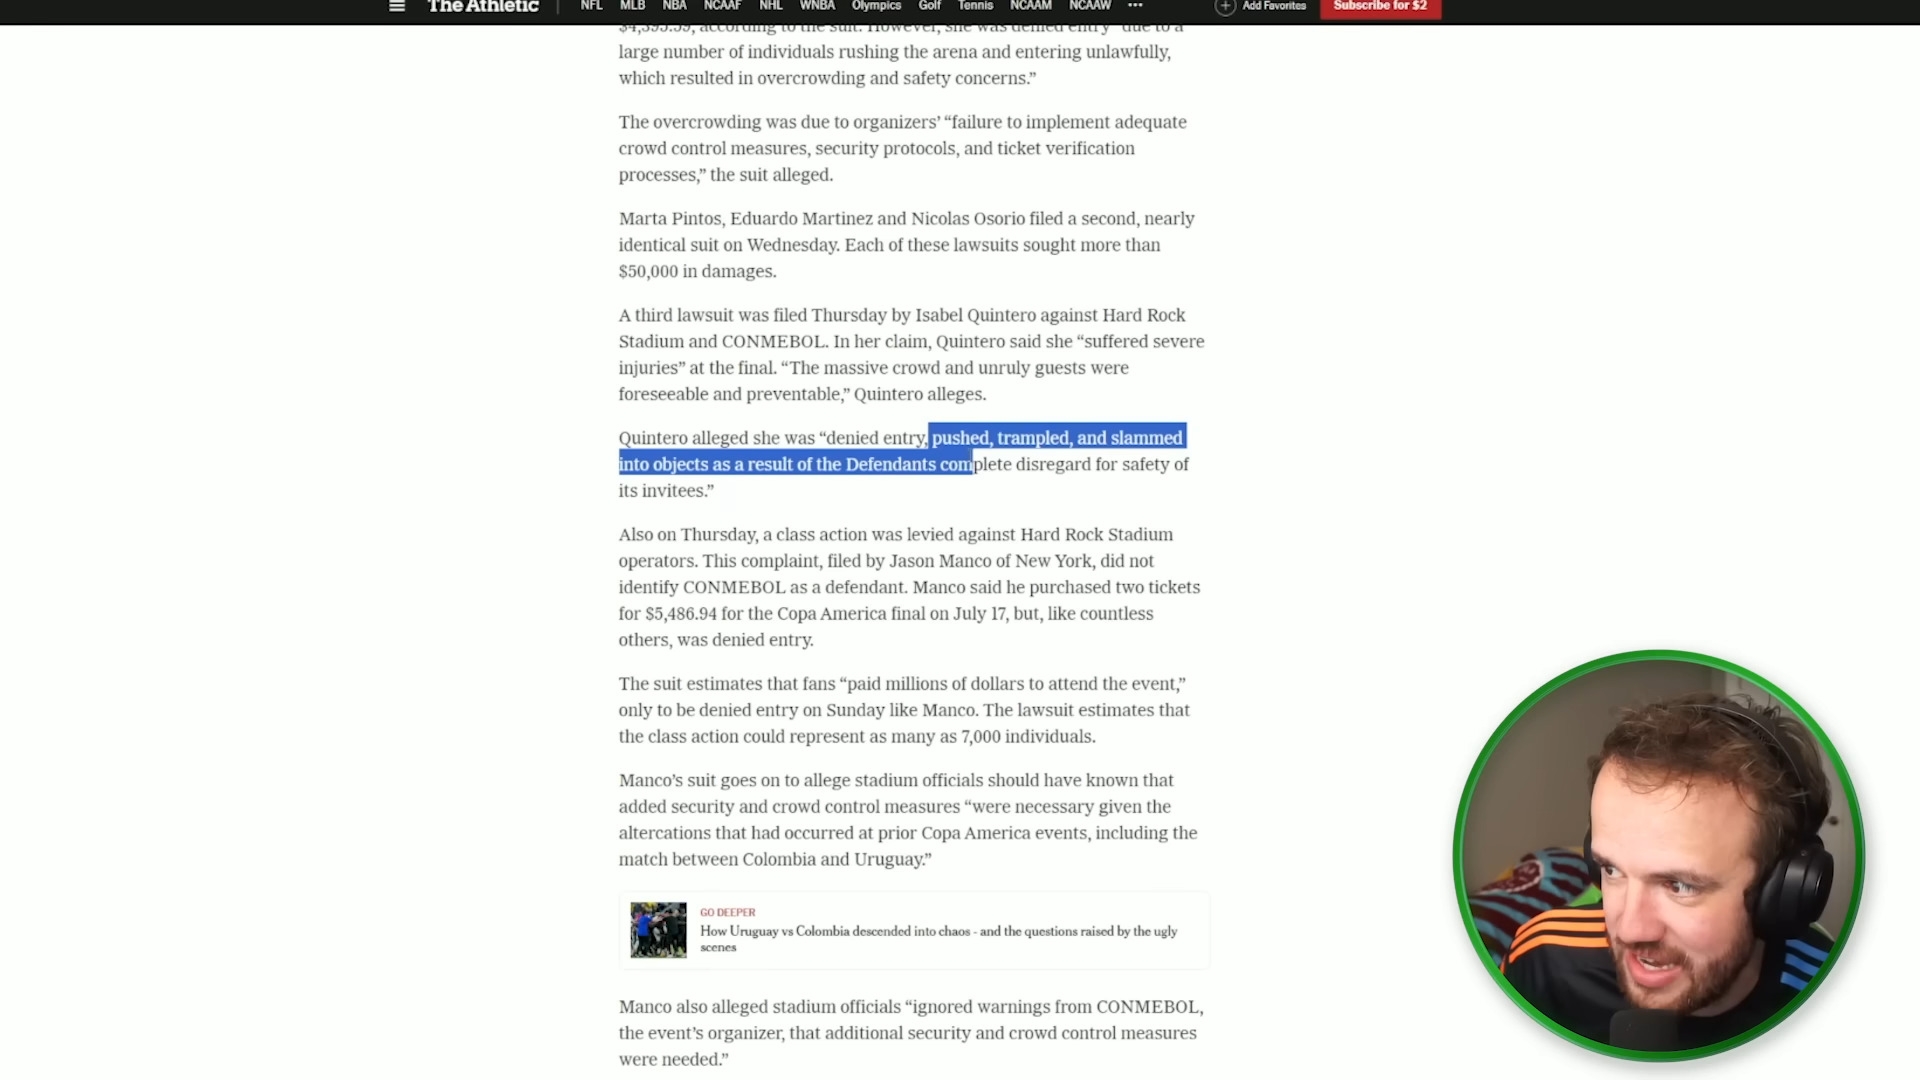 The Athletic
NFL MLB NBA NCAAF NHL WNBA Olympics Golf Tennis NCAAM NCAAW ••• Add Favorites Subscribe for $2
$4,395.39, according to the suit. However, she was denied entry “due to a
large number of individuals rushing the arena and entering unlawfully,
which resulted in overcrowding and safety concerns.”
The overcrowding was due to organizers’ “failure to implement adequate
crowd control measures, security protocols, and ticket verification
processes,” the suit alleged.
Marta Pintos, Eduardo Martinez and Nicolas Osorio filed a second, nearly
identical suit on Wednesday. Each of these lawsuits sought more than
$50,000 in damages.
A third lawsuit was filed Thursday by Isabel Quintero against Hard Rock
Stadium and CONMEBOL. In her claim, Quintero said she “suffered severe
injuries” at the final. “The massive crowd and unruly guests were
foreseeable and preventable,” Quintero alleges.
Quintero alleged she was “denied entry, pushed, trampled, and slammed
into objects as a result of the Defendants complete disregard for safety of
its invitees.”
Also on Thursday, a class action was levied against Hard Rock Stadium
operators. This complaint, filed by Jason Manco of New York, did not
identify CONMEBOL as a defendant. Manco said he purchased two tickets
for $5,486.94 for the Copa America final on July 17, but, like countless
others, was denied entry.
The suit estimates that fans “paid millions of dollars to attend the event,”
only to be denied entry on Sunday like Manco. The lawsuit estimates that
the class action could represent as many as 7,000 individuals.
Manco’s suit goes on to allege stadium officials should have known that
added security and crowd control measures “were necessary given the
altercations that had occurred at prior Copa America events, including the
match between Colombia and Uruguay.”
GO DEEPER
How Uruguay vs Colombia descended into chaos - and the questions raised by the ugly
scenes
Manco also alleged stadium officials “ignored warnings from CONMEBOL,
the event’s organizer, that additional security and crowd control measures
were needed.”